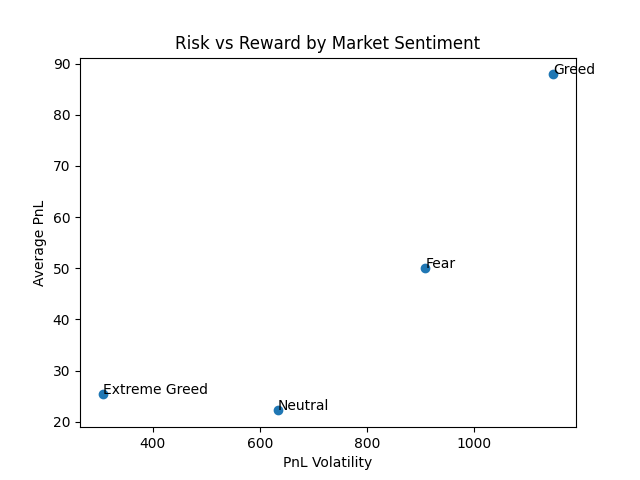 Risk vs Reward by Market Sentiment
90
80
70
60
50
40
30
20
Average PnL
Greed
Fear
Extreme Greed
Neutral
400
600
800
1000
PnL Volatility